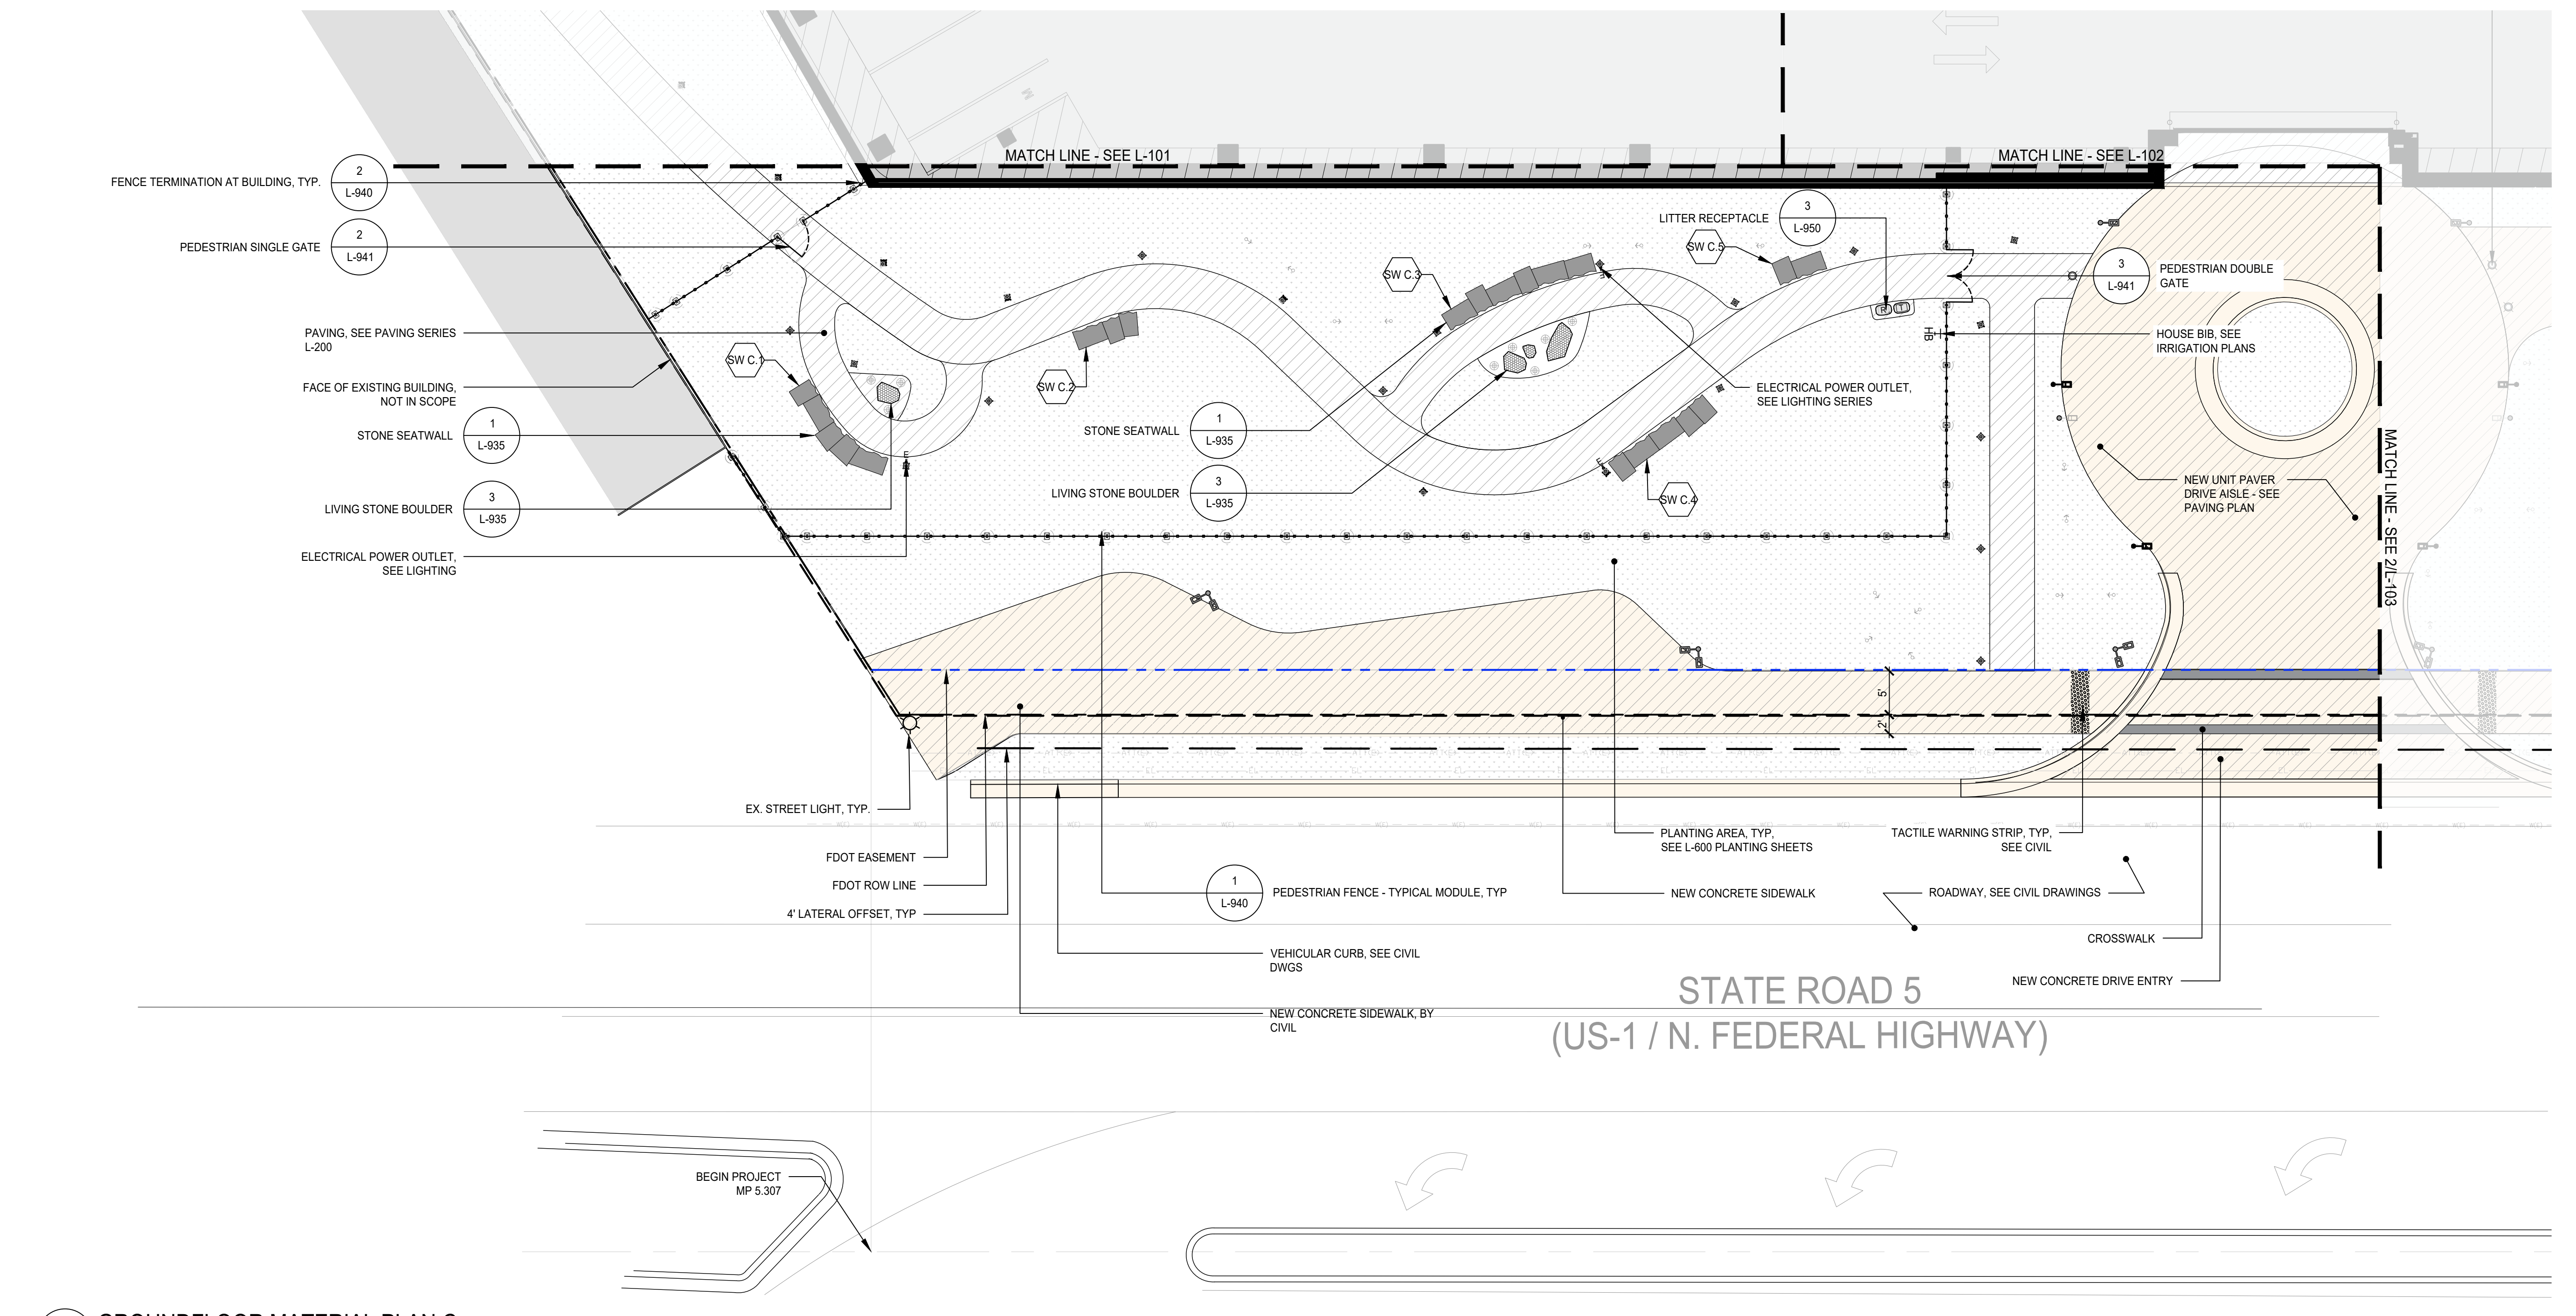 MATCH LINE - SEE L-101
MATCH LINE - SEE L-102
FENCE TERMINATION AT BUILDING, TYP.
2
L-940
PEDESTRIAN SINGLE GATE
2
L-941
PAVING, SEE PAVING SERIES
L-200
FACE OF EXISTING BUILDING,
NOT IN SCOPE
STONE SEATWALL
1
L-935
LIVING STONE BOULDER
3
L-935
ELECTRICAL POWER OUTLET,
SEE LIGHTING
SW C.1
SW C.2
SW C.3
SW C.4
SW C.5
E
E
E
LITTER RECEPTACLE
3
L-950
R
T
HB
STONE SEATWALL
1
L-935
LIVING STONE BOULDER
3
L-935
ELECTRICAL POWER OUTLET,
SEE LIGHTING SERIES
3
L-941
PEDESTRIAN DOUBLE
GATE
HOUSE BIB, SEE
IRRIGATION PLANS
NEW UNIT PAVER
DRIVE AISLE - SEE
PAVING PLAN
MATCH LINE - SEE 2/L-103
5'
2'
EX. STREET LIGHT, TYP.
FDOT EASEMENT
FDOT ROW LINE
4' LATERAL OFFSET, TYP
1
L-940
PEDESTRIAN FENCE - TYPICAL MODULE, TYP
VEHICULAR CURB, SEE CIVIL
DWGS
NEW CONCRETE SIDEWALK, BY
CIVIL
PLANTING AREA, TYP,
SEE L-600 PLANTING SHEETS
NEW CONCRETE SIDEWALK
TACTILE WARNING STRIP, TYP,
SEE CIVIL
ROADWAY, SEE CIVIL DRAWINGS
CROSSWALK
NEW CONCRETE DRIVE ENTRY
STATE ROAD 5
(US-1 / N. FEDERAL HIGHWAY)
BEGIN PROJECT
MP 5.307